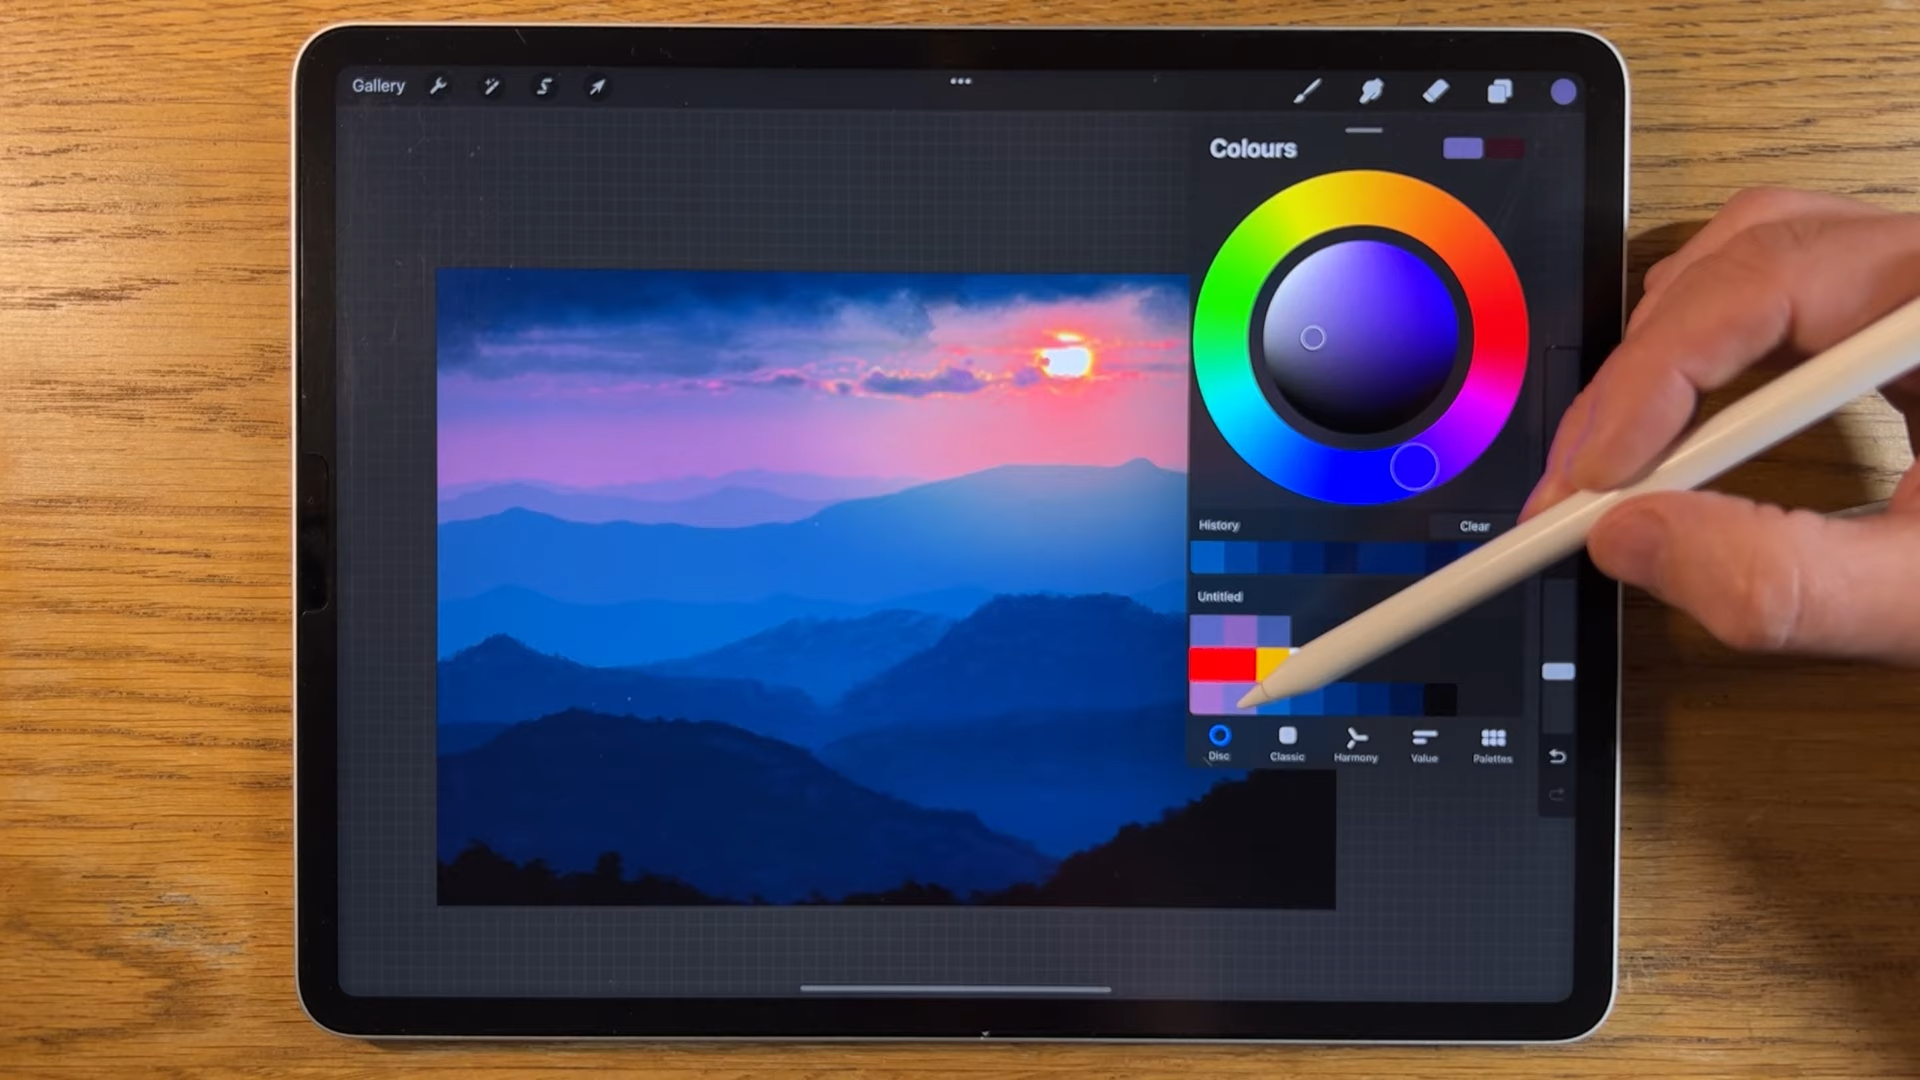 Gallery
Colours
History
Clear
Untitled
Disc
Classic
Harmony
Value
Palettes